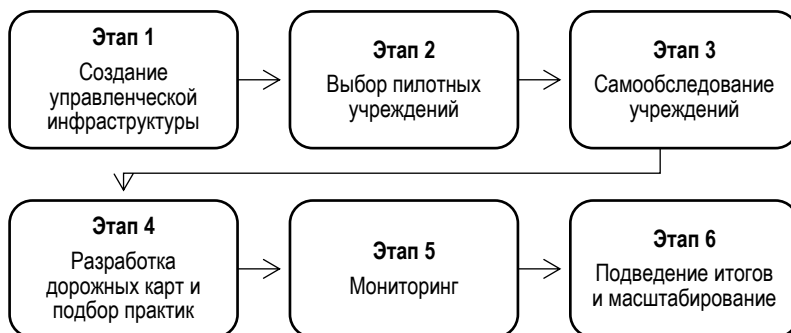 Этап 1
Создание
управленческой
инфраструктуры
Этап 2
Выбор пилотных
учреждений
Этап 3
Самообследование
учреждений
Этап 4
Разработка
дорожных карт и
подбор практик
Этап 5
Мониторинг
Этап 6
Подведение итогов
и масштабирование